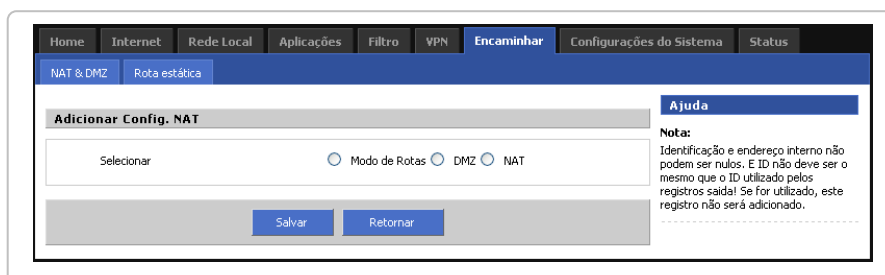 Home Internet Rede Local Aplicações Filtro VPN Encaminhar Configurações do Sistema Status
NAT & DMZ Rota estática
Adicionar Config. NAT
Selecionar Modo de Rotas DMZ NAT
Salvar Retornar
Ajuda
Nota:
Identificação e endereço interno não
podem ser nulos. E ID não deve ser o
mesmo que o ID utilizado pelos
registros saida! Se for utilizado, este
registro não será adicionado.